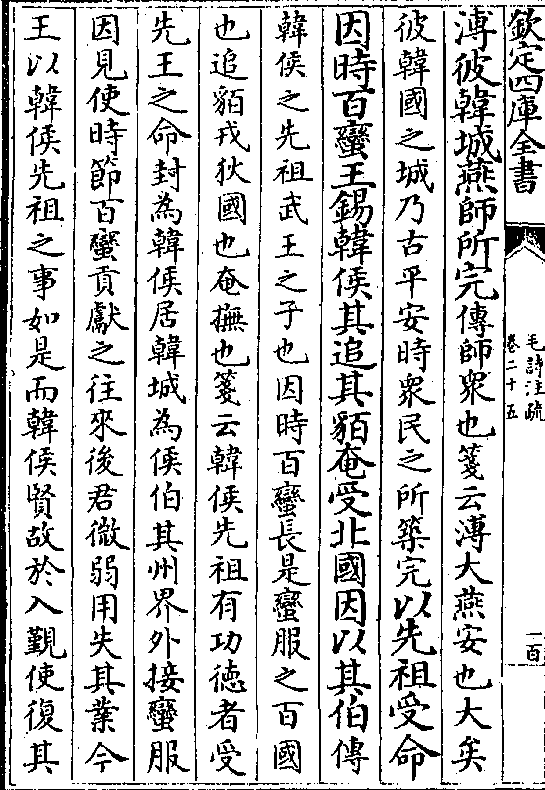 欽定四庫全書
毛詩注疏
卷二十五
一百
溥彼韓城燕師所完傳師衆也箋云溥大燕安也大矣
彼韓國之城乃古平安時衆民之所築完以先祖受命
因時百蠻王錫韓侯其追其貊奄受北國因以其伯傳
韓侯之先祖武王之子也因時百蠻長是蠻服之百國
也追貊戎狄國也奄撫也箋云韓侯先祖有功徳者受
先王之命封為韓侯居韓城為侯伯其州界外接蠻服
因見使時節百蠻貢獻之往來後君微弱用失其業今
王以韓侯先祖之事如是而韓侯賢故於入覲使復其